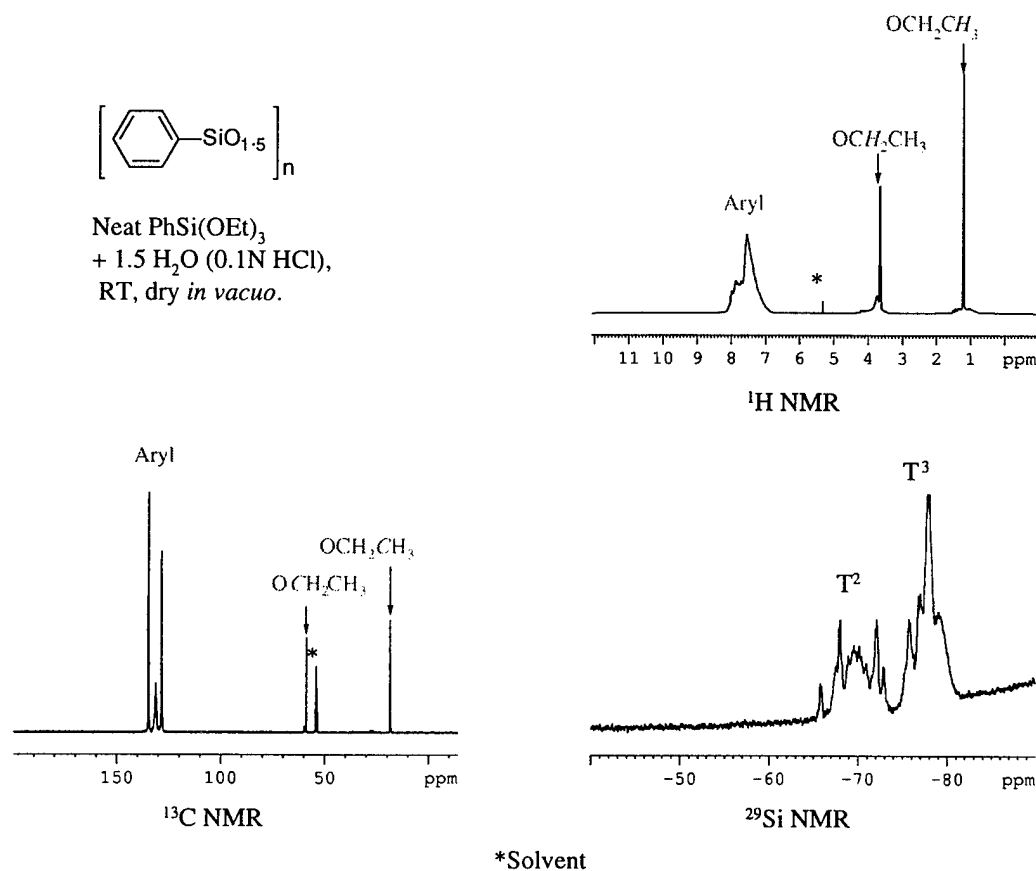 SiO1·5
n
Neat PhSi(OEt)3
+ 1.5 H2O (0.1N HCl),
RT, dry in vacuo.
OCH2CH3
OCH2CH3
Aryl
*
11 10 9 8 7 6 5 4 3 2 1 ppm
1H NMR
Aryl
OCH2CH3
OCH2CH3
*
150 100 50 ppm
13C NMR
T3
T2
-50 -60 -70 -80 ppm
29Si NMR
*Solvent